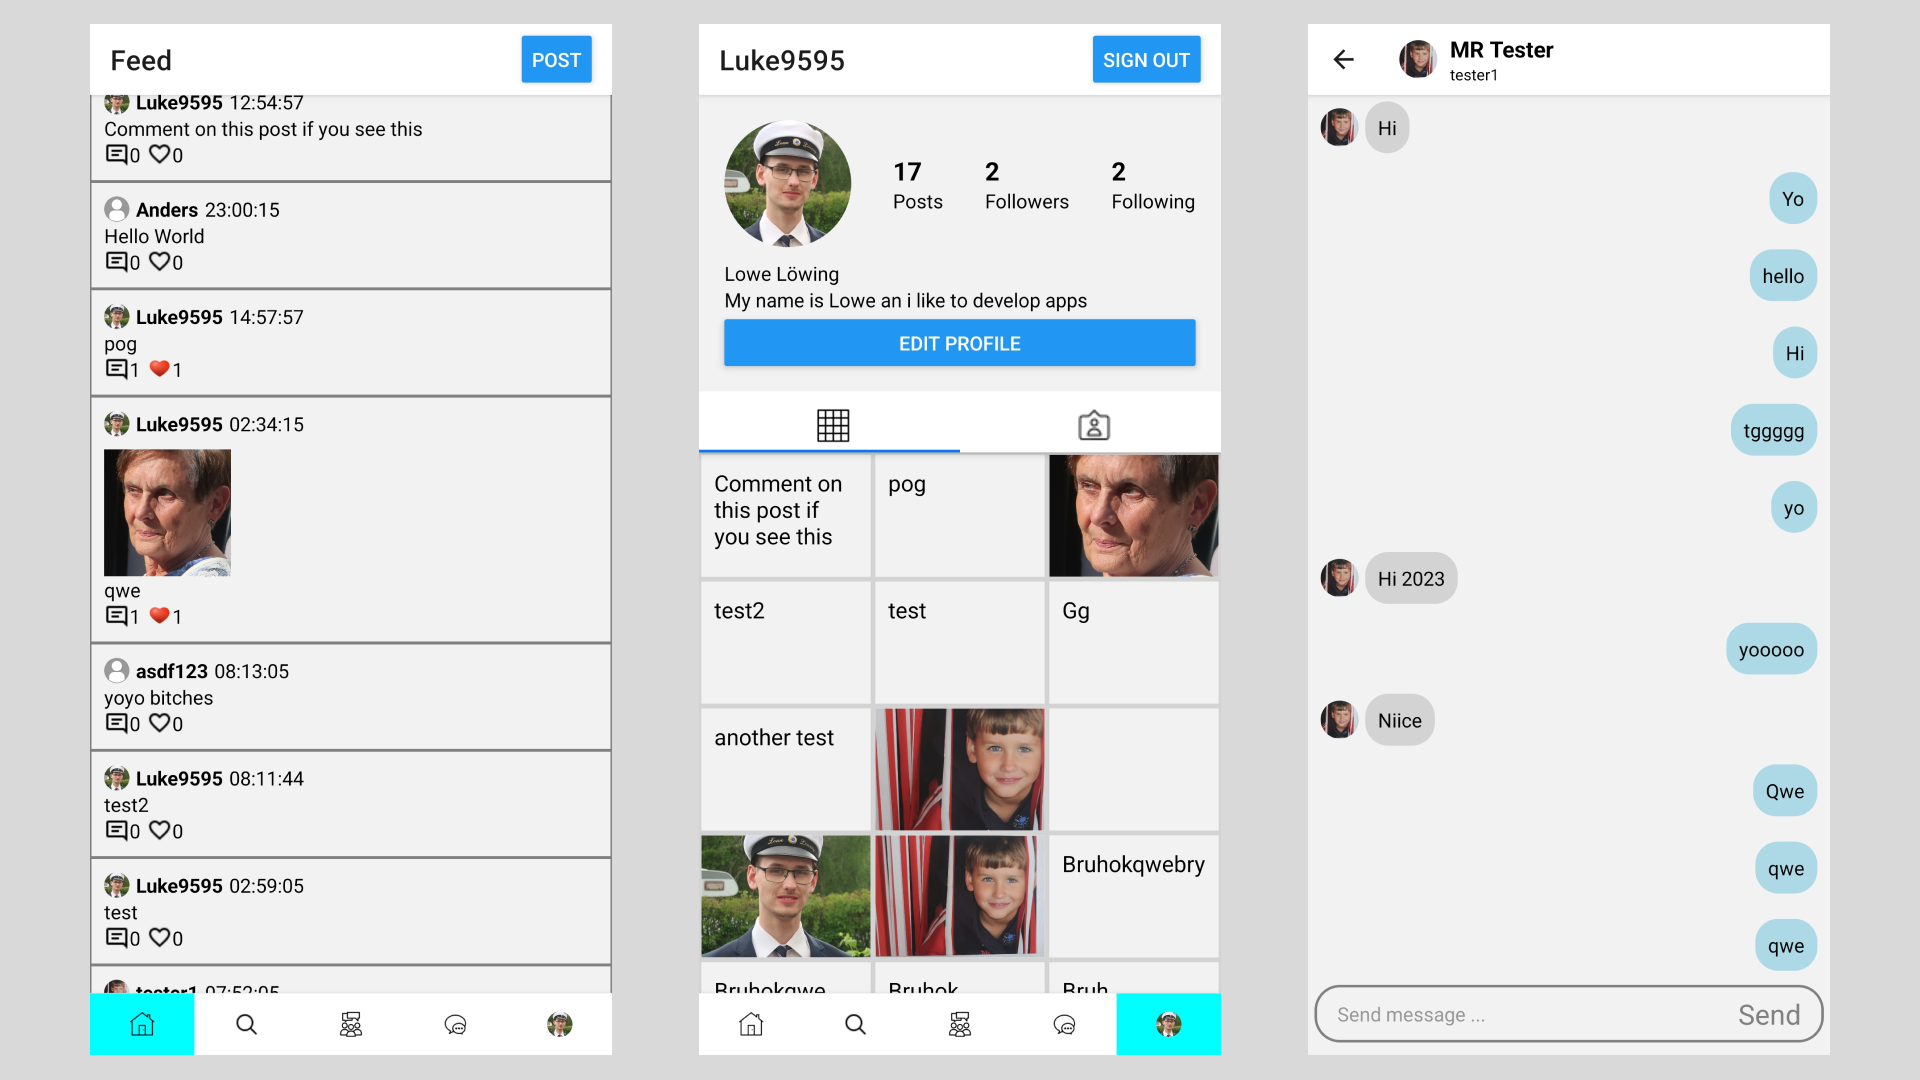 Feed
POST
Luke9595 12:54:57
Comment on this post if you see this
0 0
Anders 23:00:15
Hello World
0 0
Luke9595 14:57:57
pog
1 1
Luke9595 02:34:15
qwe
1 1
asdf123 08:13:05
yoyo bitches
0 0
Luke9595 08:11:44
test2
0 0
Luke9595 02:59:05
test
0 0
tester1 07:52:05
Luke9595
SIGN OUT
17 2 2
Posts Followers Following
Lowe Löwing
My name is Lowe an i like to develop apps
EDIT PROFILE
Comment on
this post if
you see this
pog
test2
test
Gg
another test
Bruhokqwebry
Bruhokqwe
Bruhok
Bruh
MR Tester
tester1
Hi
Yo
hello
Hi
tggggg
yo
Hi 2023
yooooo
Niice
Qwe
qwe
qwe
Send message ...
Send